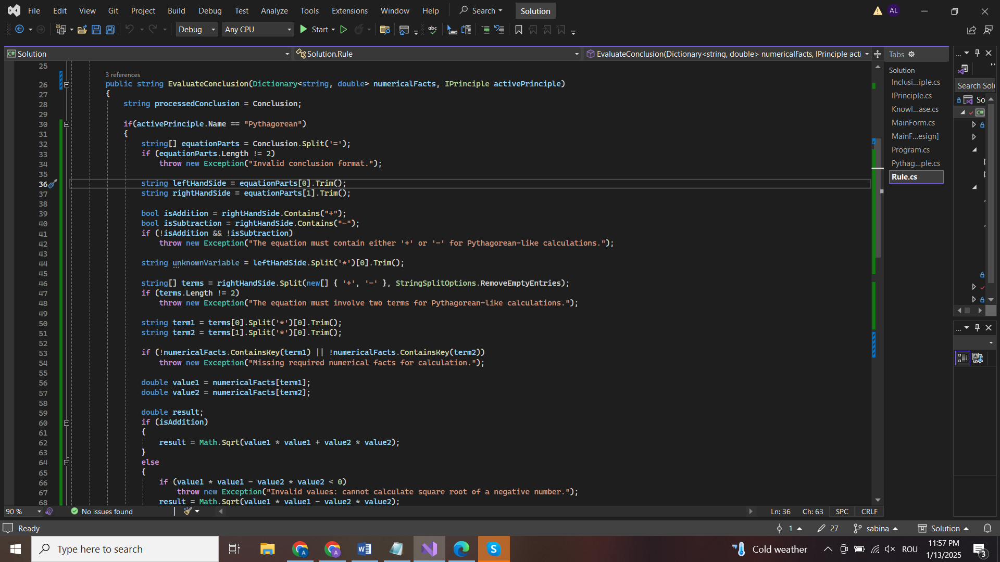 File Edit View Git Project Build Debug Test Analyze Tools Extensions Window Help Search Solution AL
Debug Any CPU Start
Solution Solution.Rule EvaluateConclusion(Dictionary<string, double> numericalFacts, IPrinciple acti
25
3 references
26 public string EvaluateConclusion(Dictionary<string, double> numericalFacts, IPrinciple activePrinciple)
27 {
28 string processedConclusion = Conclusion;
29
30 if(activePrinciple.Name == "Pythagorean")
31 {
32 string[] equationParts = Conclusion.Split('=');
33 if (equationParts.Length != 2)
34 throw new Exception("Invalid conclusion format.");
35
36 string leftHandSide = equationParts[0].Trim();
37 string rightHandSide = equationParts[1].Trim();
38
39 bool isAddition = rightHandSide.Contains("+");
40 bool isSubtraction = rightHandSide.Contains("-");
41 if (!isAddition && !isSubtraction)
42 throw new Exception("The equation must contain either '+' or '-' for Pythagorean-like calculations.");
43
44 string unknownVariable = leftHandSide.Split('*')[0].Trim();
45
46 string[] terms = rightHandSide.Split(new[] { '+', '-' }, StringSplitOptions.RemoveEmptyEntries);
47 if (terms.Length != 2)
48 throw new Exception("The equation must involve two terms for Pythagorean-like calculations.");
49
50 string term1 = terms[0].Split('*')[0].Trim();
51 string term2 = terms[1].Split('*')[0].Trim();
52
53 if (!numericalFacts.ContainsKey(term1) || !numericalFacts.ContainsKey(term2))
54 throw new Exception("Missing required numerical facts for calculation.");
55
56 double value1 = numericalFacts[term1];
57 double value2 = numericalFacts[term2];
58
59 double result;
60 if (isAddition)
61 {
62 result = Math.Sqrt(value1 * value1 + value2 * value2);
63 }
64 else
65 {
66 if (value1 * value1 - value2 * value2 < 0)
67 throw new Exception("Invalid values: cannot calculate square root of a negative number.");
68 result = Math.Sqrt(value1 * value1 - value2 * value2);
Tabs
Solution
Inclusi...iple.cs
IPrinciple.cs
Knowl...ase.cs
MainForm.cs
MainF...esign]
Program.cs
Pythag...ple.cs
Rule.cs
...
Search Sol
So
C#
...
90 % No issues found Ln: 36 Ch: 63 SPC CRLF
Ready 1 27 sabina Solution
Type here to search Cold weather ROU 11:57 PM
1/13/2025 3